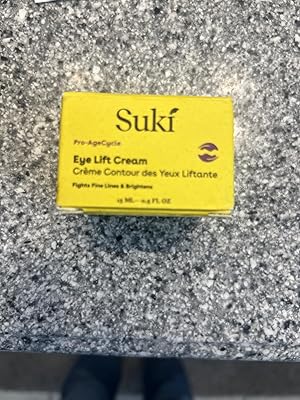 Sukí
Pro-AgeCycle
Eye Lift Cream
Crème Contour des Yeux Liftante
Fights Fine Lines & Brightens
15 ML – 0.5 FL OZ